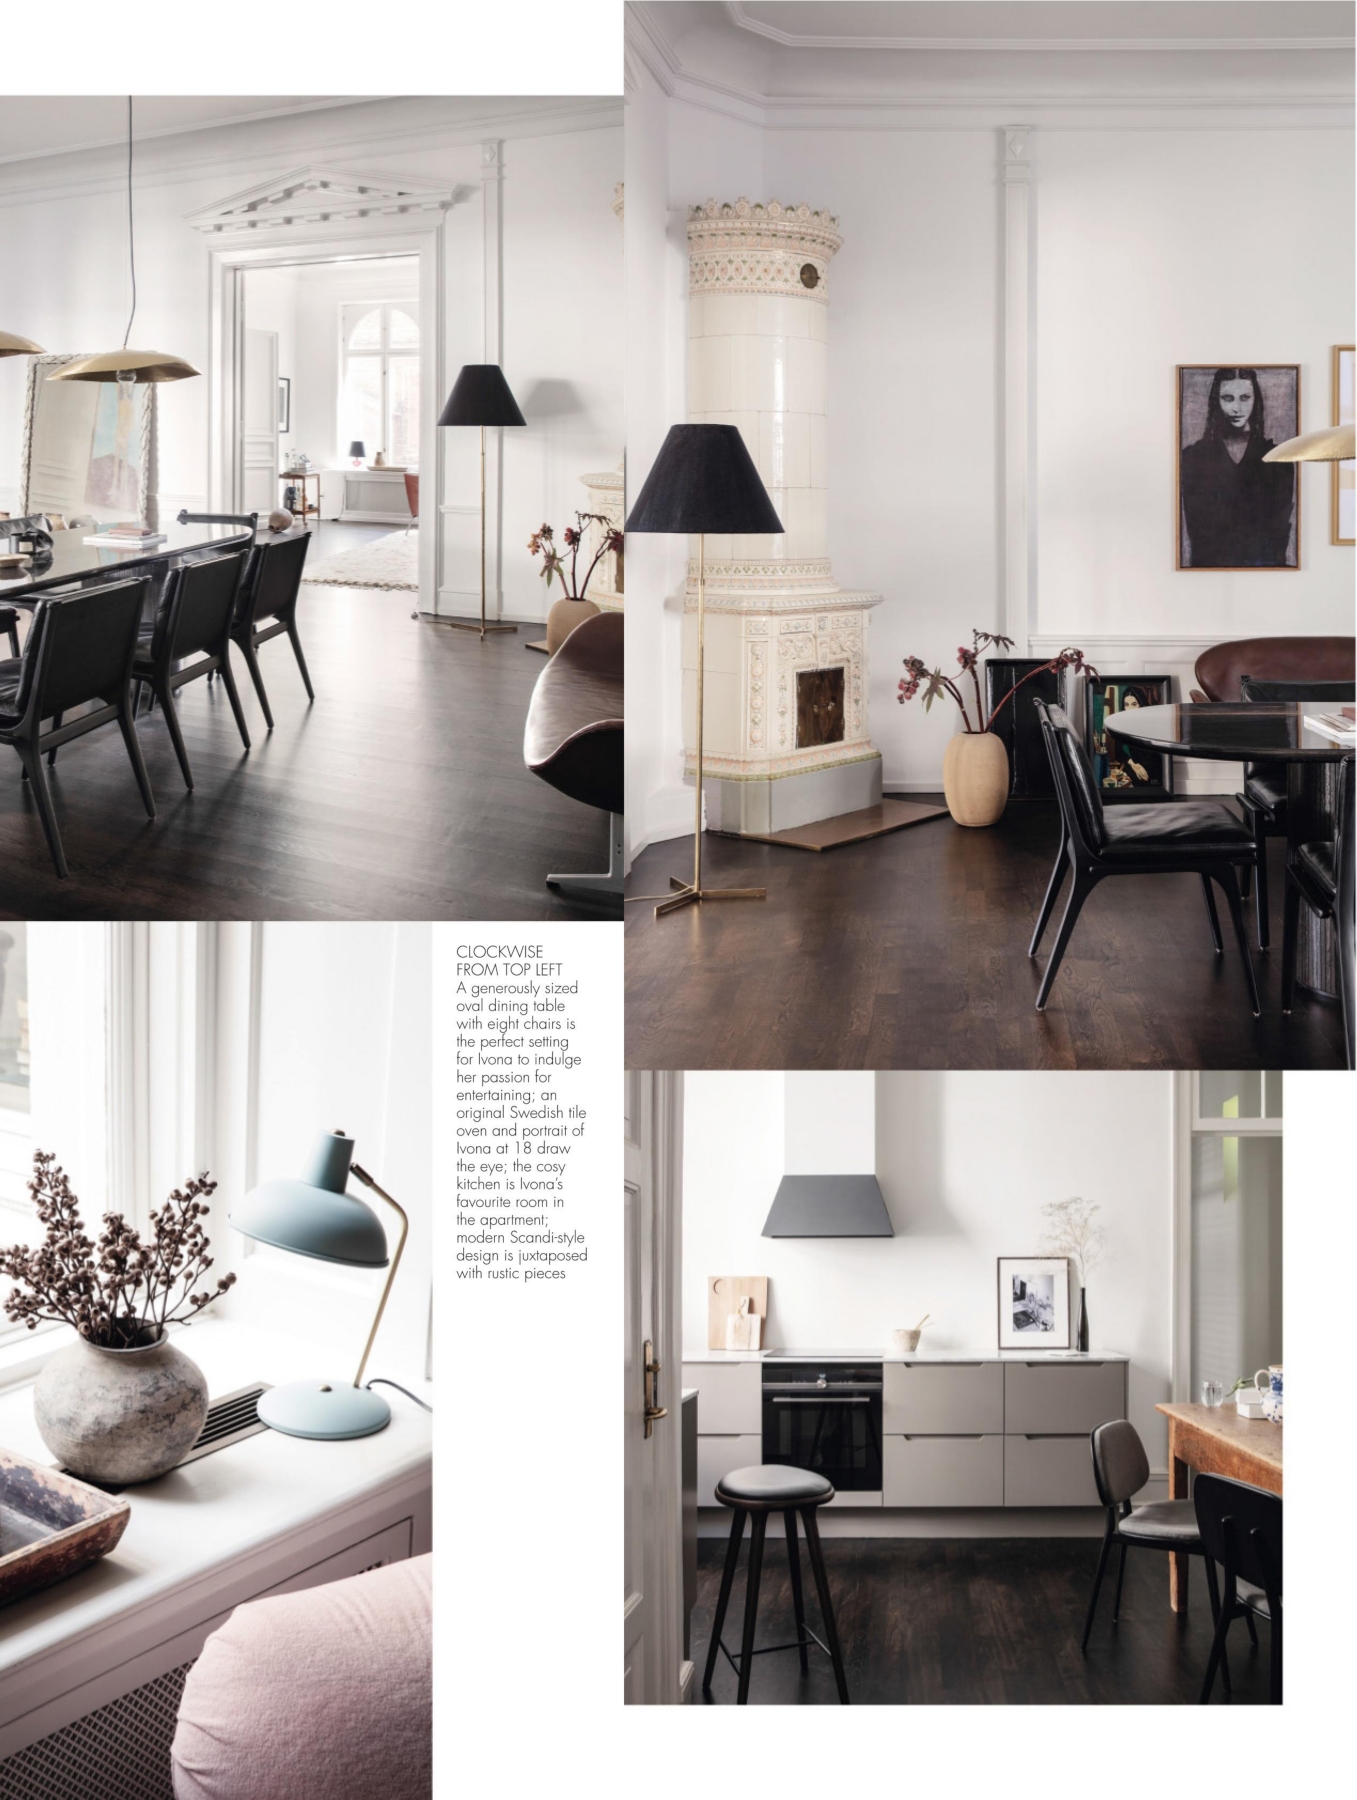 CLOCKWISE
FROM TOP LEFT
A generously sized
oval dining table
with eight chairs is
the perfect setting
for Ivona to indulge
her passion for
entertaining; an
original Swedish tile
oven and portrait of
Ivona at 18 draw
the eye; the cosy
kitchen is Ivona’s
favourite room in
the apartment;
modern Scandi-style
design is juxtaposed
with rustic pieces